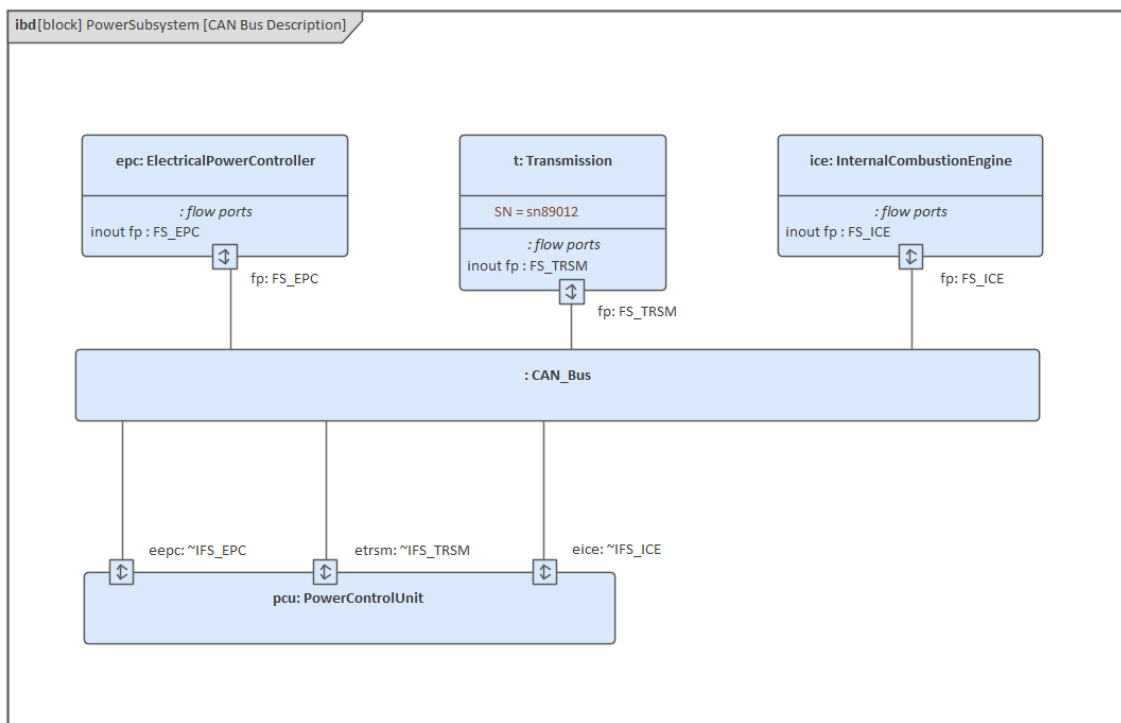 ibd [block] PowerSubsystem [CAN Bus Description]
epc: ElectricalPowerController
: flow ports
inout fp : FS_EPC
fp: FS_EPC
t: Transmission
SN = sn89012
: flow ports
inout fp : FS_TRSM
fp: FS_TRSM
ice: InternalCombustionEngine
: flow ports
inout fp : FS_ICE
fp: FS_ICE
: CAN_Bus
eepc: ~IFS_EPC
etrsm: ~IFS_TRSM
eice: ~IFS_ICE
pcu: PowerControlUnit